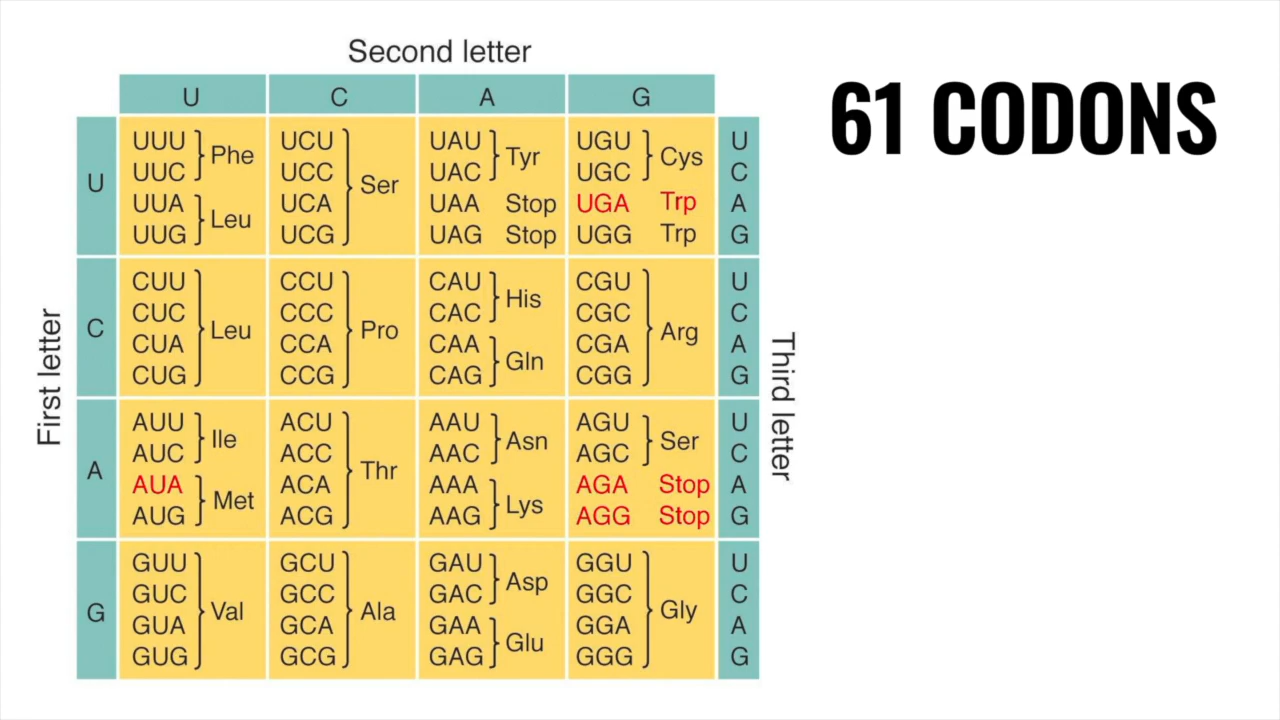 Second letter
61 CODONS
U C A G
U
UUU UCU UAU UGU U
Phe Tyr Cys
UUC UCC UAC UGC C
Ser
UUA UCA UAA Stop UGA Trp A
Leu
UUG UCG UAG Stop UGG Trp G
C
CUU CCU CAU CGU U
His
CUC CCC CAC CGC C
Leu Pro Arg
CUA CCA CAA CGA A
Gln
CUG CCG CAG CGG G
A
AUU ACU AAU AGU U
Ile Asn Ser
AUC ACC AAC AGC C
Thr
AUA ACA AAA AGA Stop A
Met Lys
AUG ACG AAG AGG Stop G
G
GUU GCU GAU GGU U
Asp
GUC GCC GAC GGC C
Val Ala Gly
GUA GCA GAA GGA A
Glu
GUG GCG GAG GGG G
First letter
Third letter